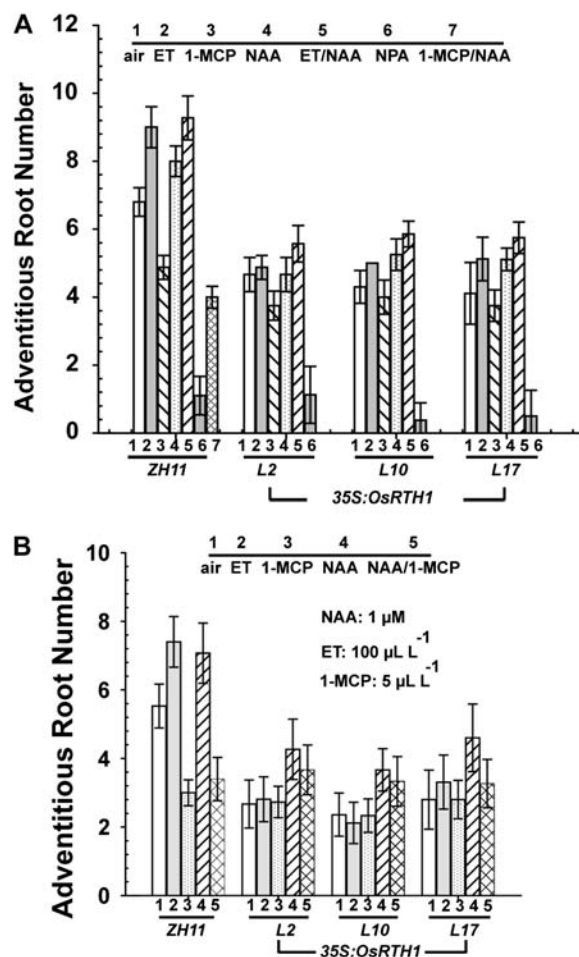 A
12
10
8
6
4
2
0
Adventitious Root Number
1 2 3 4 5 6 7
air ET 1-MCP NAA ET/NAA NPA 1-MCP/NAA
1 2 3 4 5 6 7 1 2 3 4 5 6 1 2 3 4 5 6 1 2 3 4 5 6
ZH11 L2 L10 L17
35S:OsRTH1
B
10
8
6
4
2
0
Adventitious Root Number
1 2 3 4 5
air ET 1-MCP NAA NAA/1-MCP
NAA: 1 µM
ET: 100 µL L-1
1-MCP: 5 µL L-1
1 2 3 4 5 1 2 3 4 5 1 2 3 4 5 1 2 3 4 5
ZH11 L2 L10 L17
35S:OsRTH1